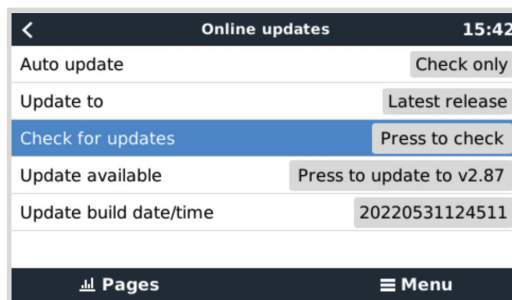 Online updates 15:42
Auto update Check only
Update to Latest release
Check for updates Press to check
Update available Press to update to v2.87
Update build date/time 20220531124511
Pages Menu